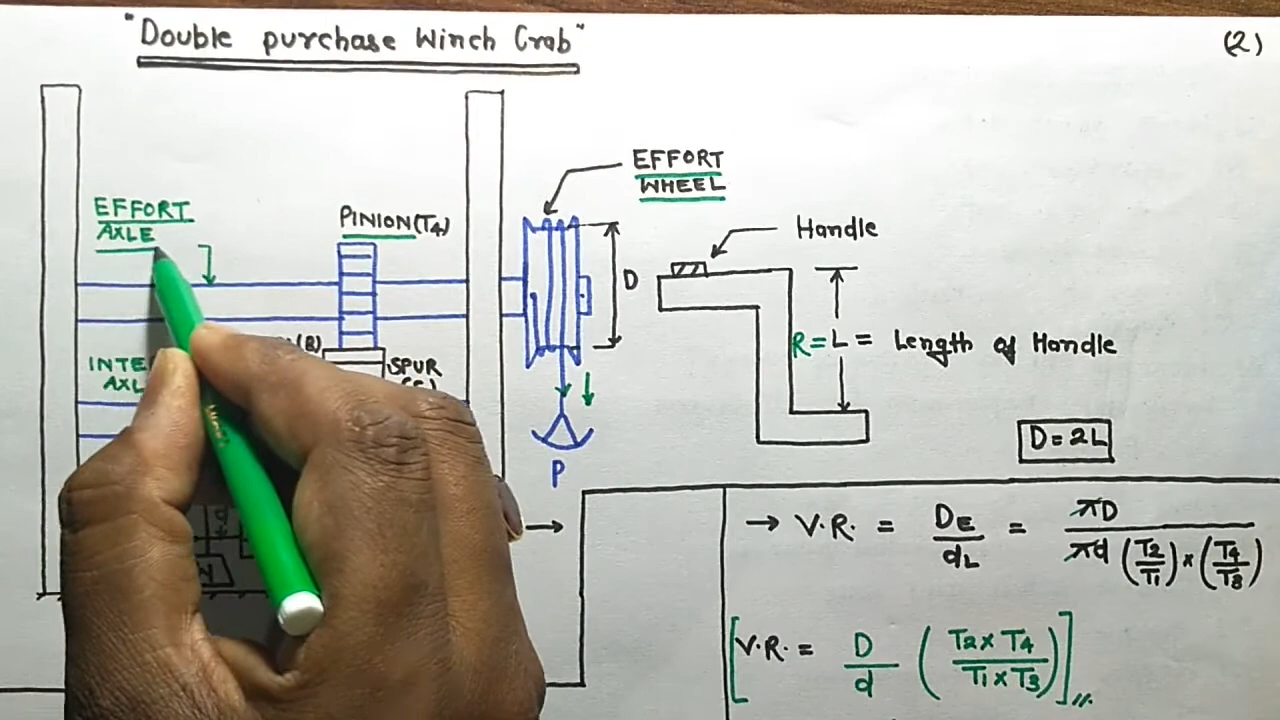 "Double purchase Winch Crab"
(2)
EFFORT
WHEEL
EFFORT
AXLE
PINION(T4)
Handle
D
R=L= Length of Handle
(B)
SPUR
D=2L
P
→ V.R. = DE/dL = πD/πd (T2/T1) × (T4/T3)
[V.R. = D/d (T2×T4/T1×T3)]